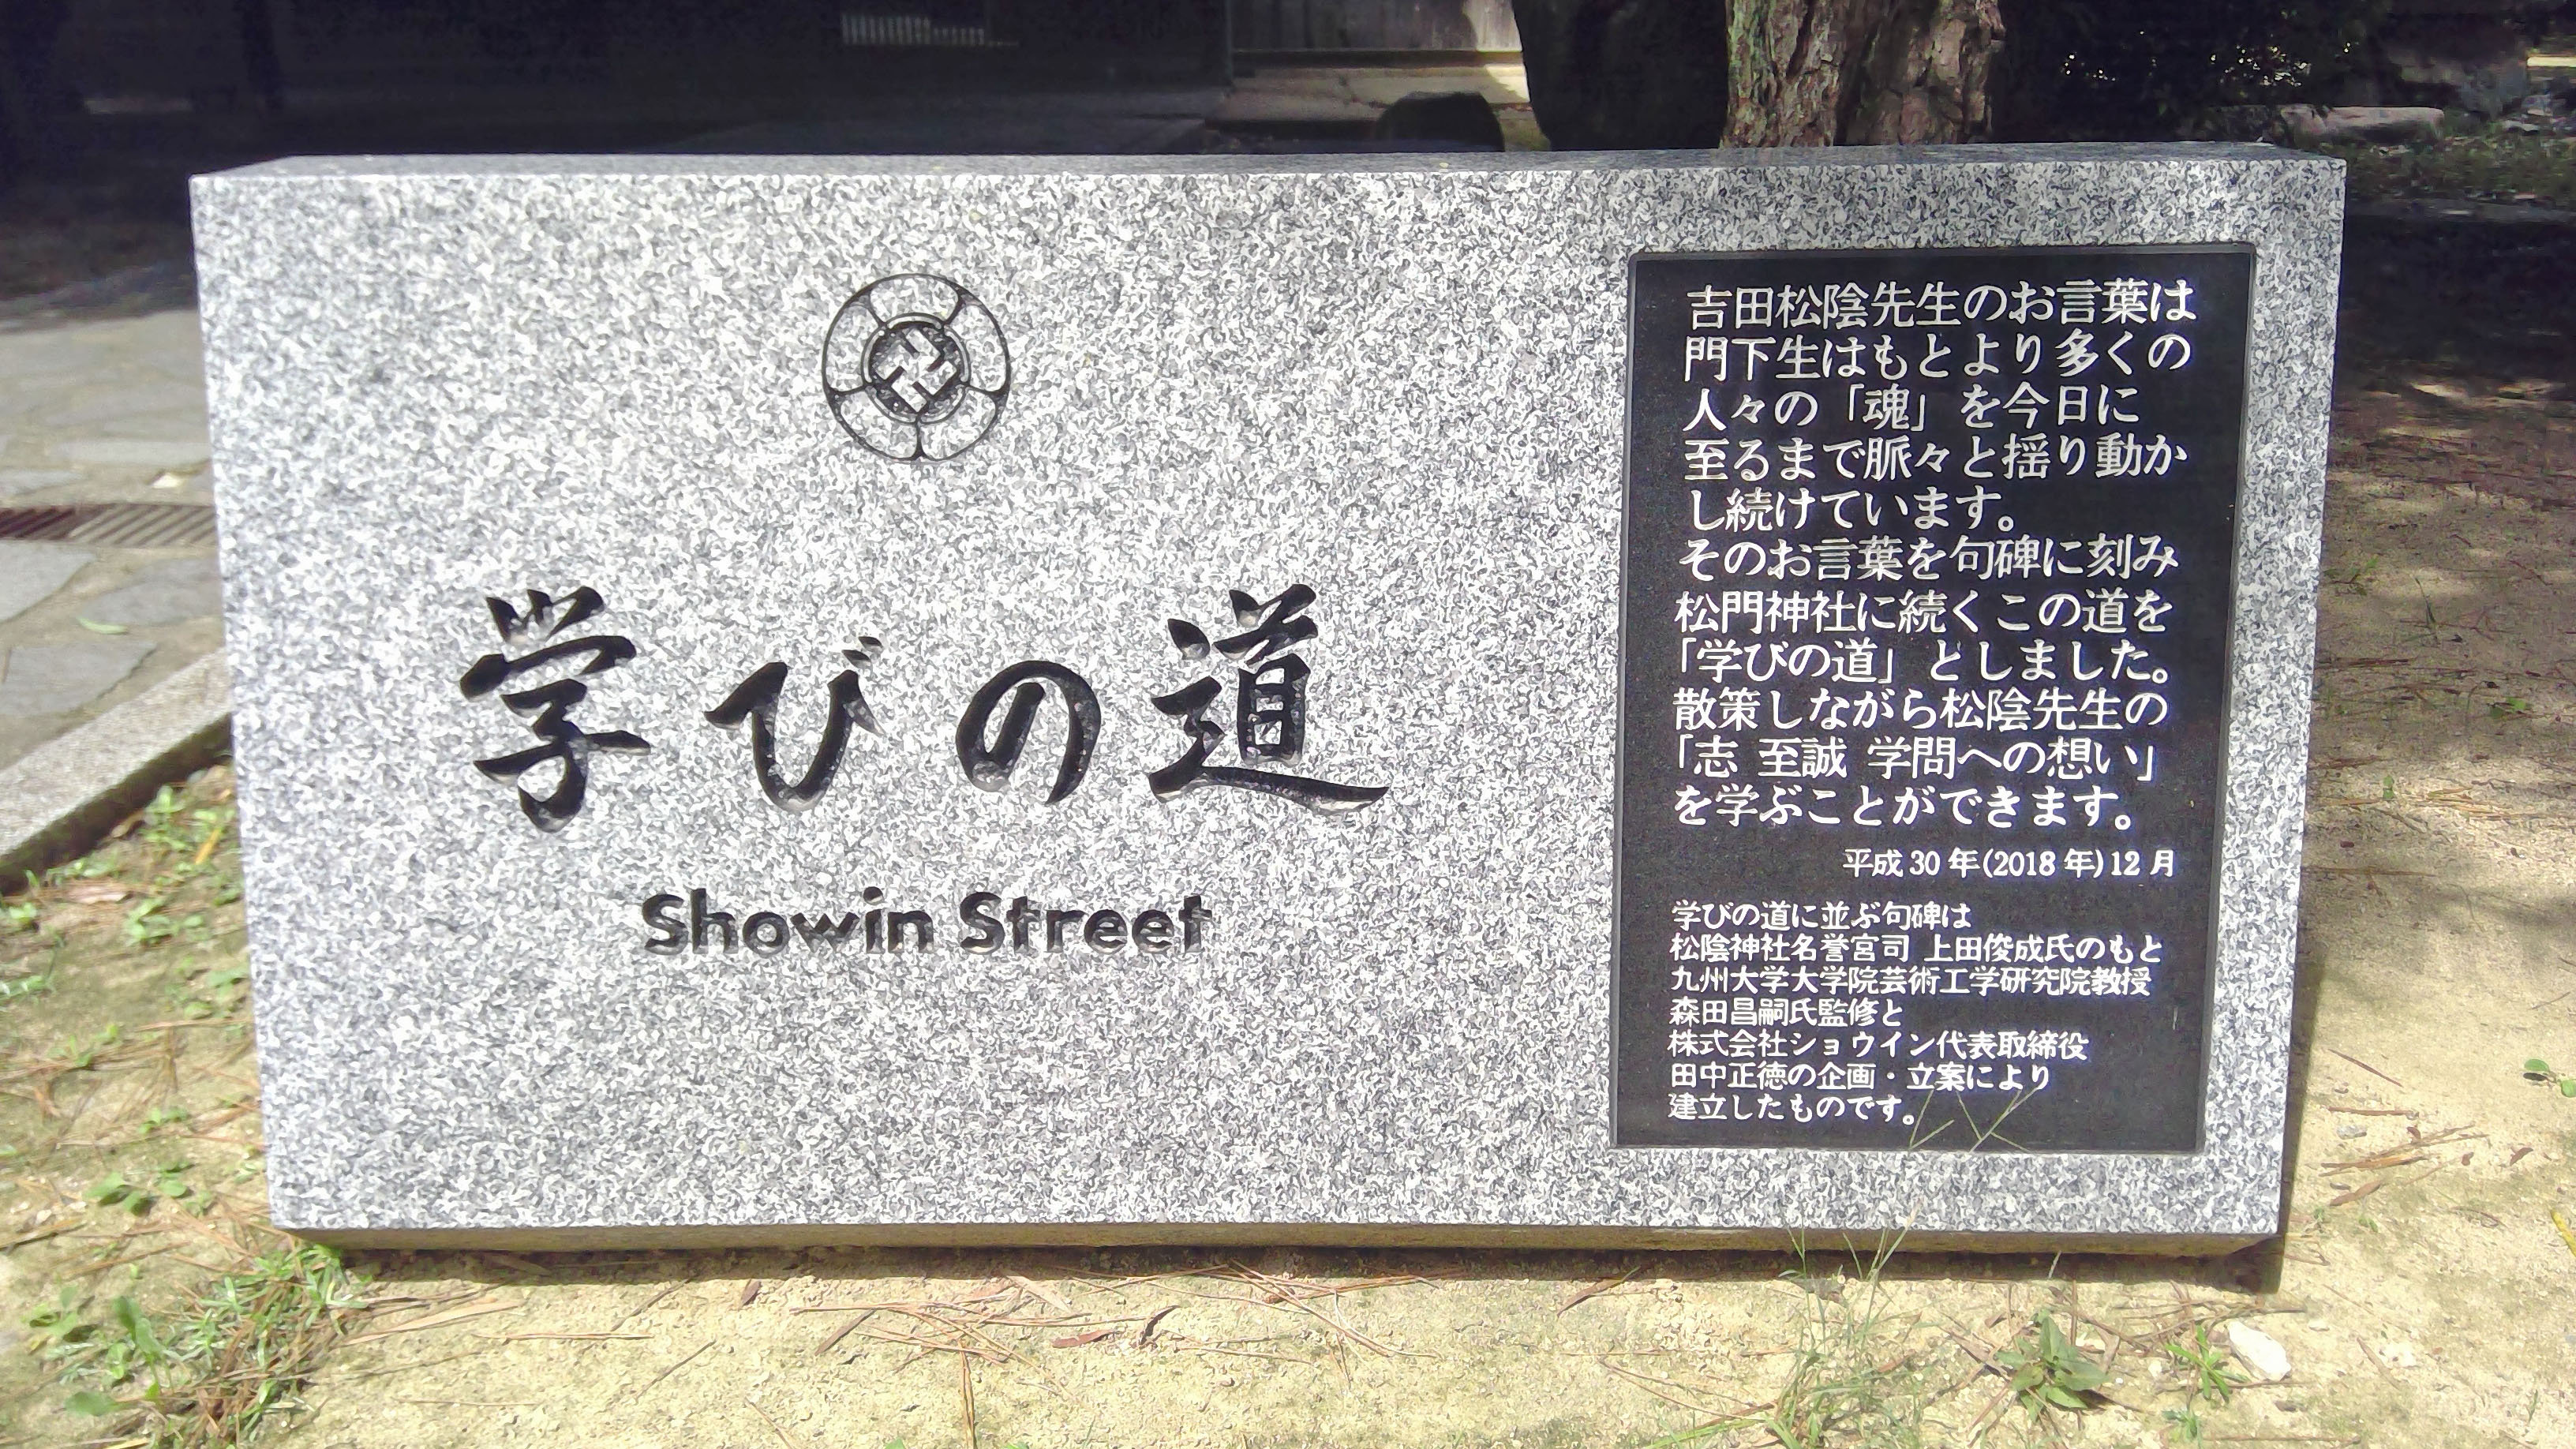 学びの道
Showin Street
吉田松陰先生のお言葉は
門下生はもとより多くの
人々の「魂」を今日に
至るまで脈々と揺り動か
し続けています。
そのお言葉を句碑に刻み
松門神社に続くこの道を
「学びの道」としました。
散策しながら松陰先生の
「志 至誠 学問への想い」
を学ぶことができます。
平成30年(2018年)12月
学びの道に並ぶ句碑は
松陰神社名誉宮司 上田俊成氏のもと
九州大学大学院芸術工学研究院教授
森田昌嗣氏監修と
株式会社ショウイン代表取締役
田中正徳の企画・立案により
建立したものです。